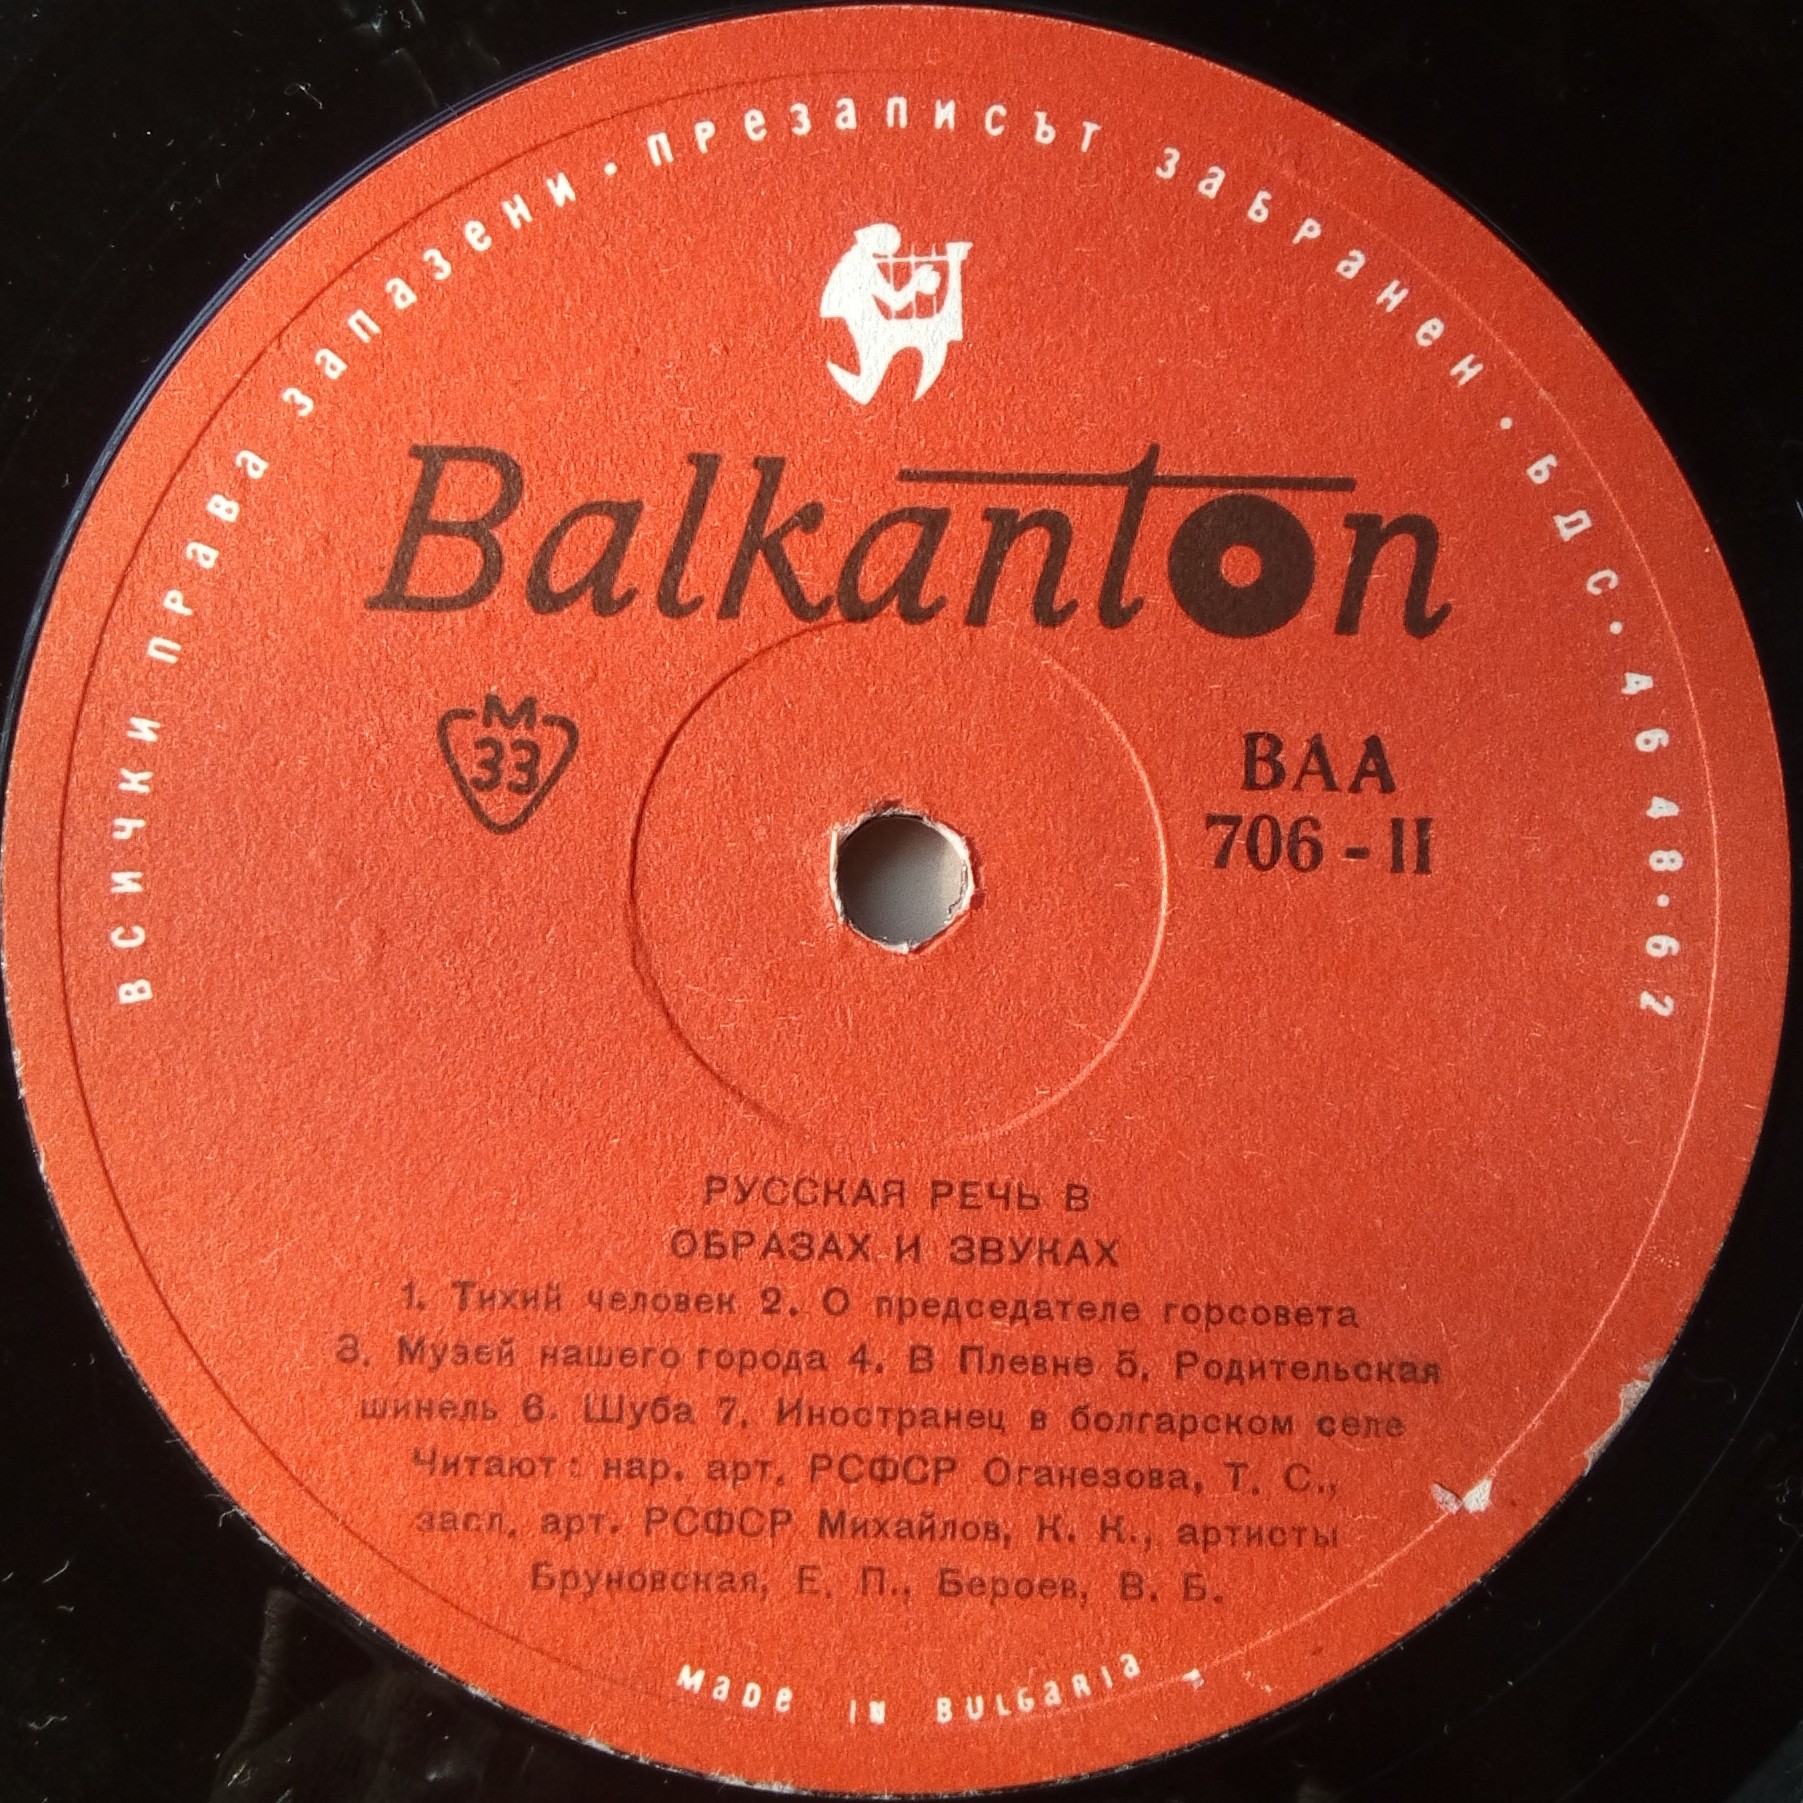 всички права запазени · презаписът забранен · БДС · 4648 · 62
Balkanton
М
33
ВАА
706 - II
РУССКАЯ РЕЧЬ В
ОБРАЗАХ И ЗВУКАХ
1. Тихий человек 2. О председателе горсовета
3. Музей нашего города 4. В Плевне 5. Родительская
шинель 6. Шуба 7. Иностранец в болгарском селе
Читают: нар. арт. РСФСР Оганезова, Т. С.,
засл. арт. РСФСР Михайлов, К. К., артисты
Бруновская, Е. П., Бероев, В. Б.
MADE IN BULGARIA